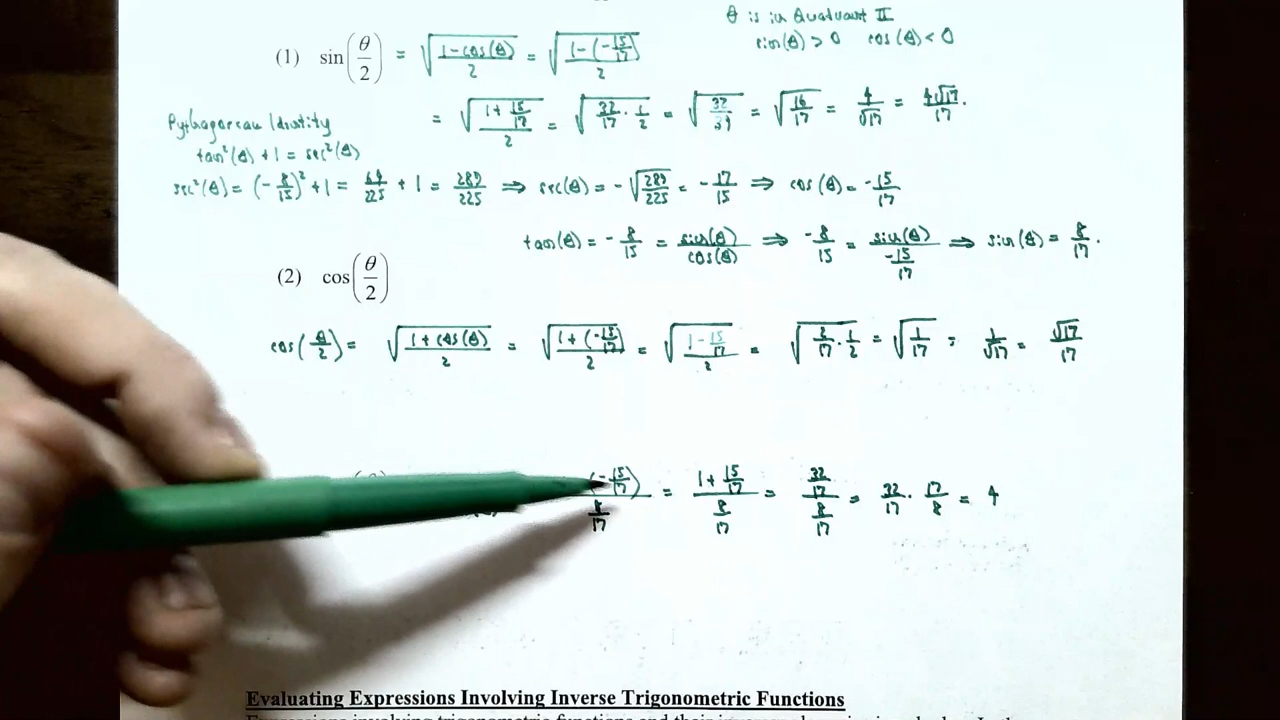 θ is in Quadrant II
sin(θ) > 0 cos(θ) < 0
(1) sin(θ/2) = √((1-cos(θ))/2) = √((1-(-15/17))/2)
= √((1+15/17)/2) = √(32/17 · 1/2) = √(32/34) = √(16/17) = 4/√17 = 4√17/17.
Pythagorean Identity
tan²(θ) + 1 = sec²(θ)
sec²(θ) = (-8/15)² + 1 = 64/225 + 1 = 289/225 ⇒ sec(θ) = -√(289/225) = -17/15 ⇒ cos(θ) = -15/17
tan(θ) = -8/15 = sin(θ)/cos(θ) ⇒ -8/15 = sin(θ)/(-15/17) ⇒ sin(θ) = 8/17.
(2) cos(θ/2)
cos(θ/2) = √((1+cos(θ))/2) = √((1+(-15/17))/2) = √((1-15/17)/2) = √(2/17 · 1/2) = √(1/17) = 1/√17 = √17/17
(-15/17)/(8/17) = (1+15/17)/(8/17) = (32/17)/(8/17) = 32/17 · 17/8 = 4
Evaluating Expressions Involving Inverse Trigonometric Functions